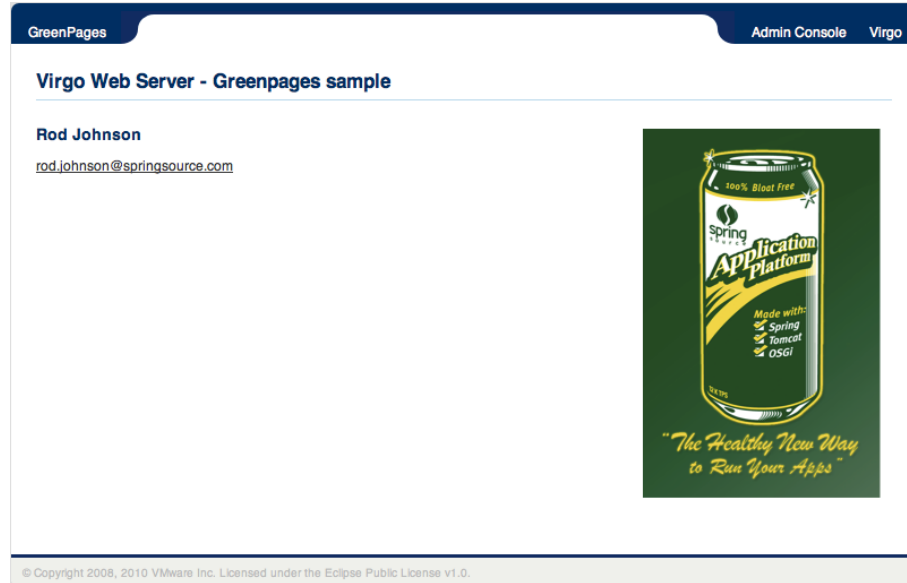 GreenPages
Admin Console
Virgo
Virgo Web Server - Greenpages sample
Rod Johnson
rod.johnson@springsource.com
100% Bloat Free
spring
source
Application
Platform
Made with:
Spring
Tomcat
OSGi
"The Healthy New Way
to Run Your Apps"
© Copyright 2008, 2010 VMware Inc. Licensed under the Eclipse Public License v1.0.